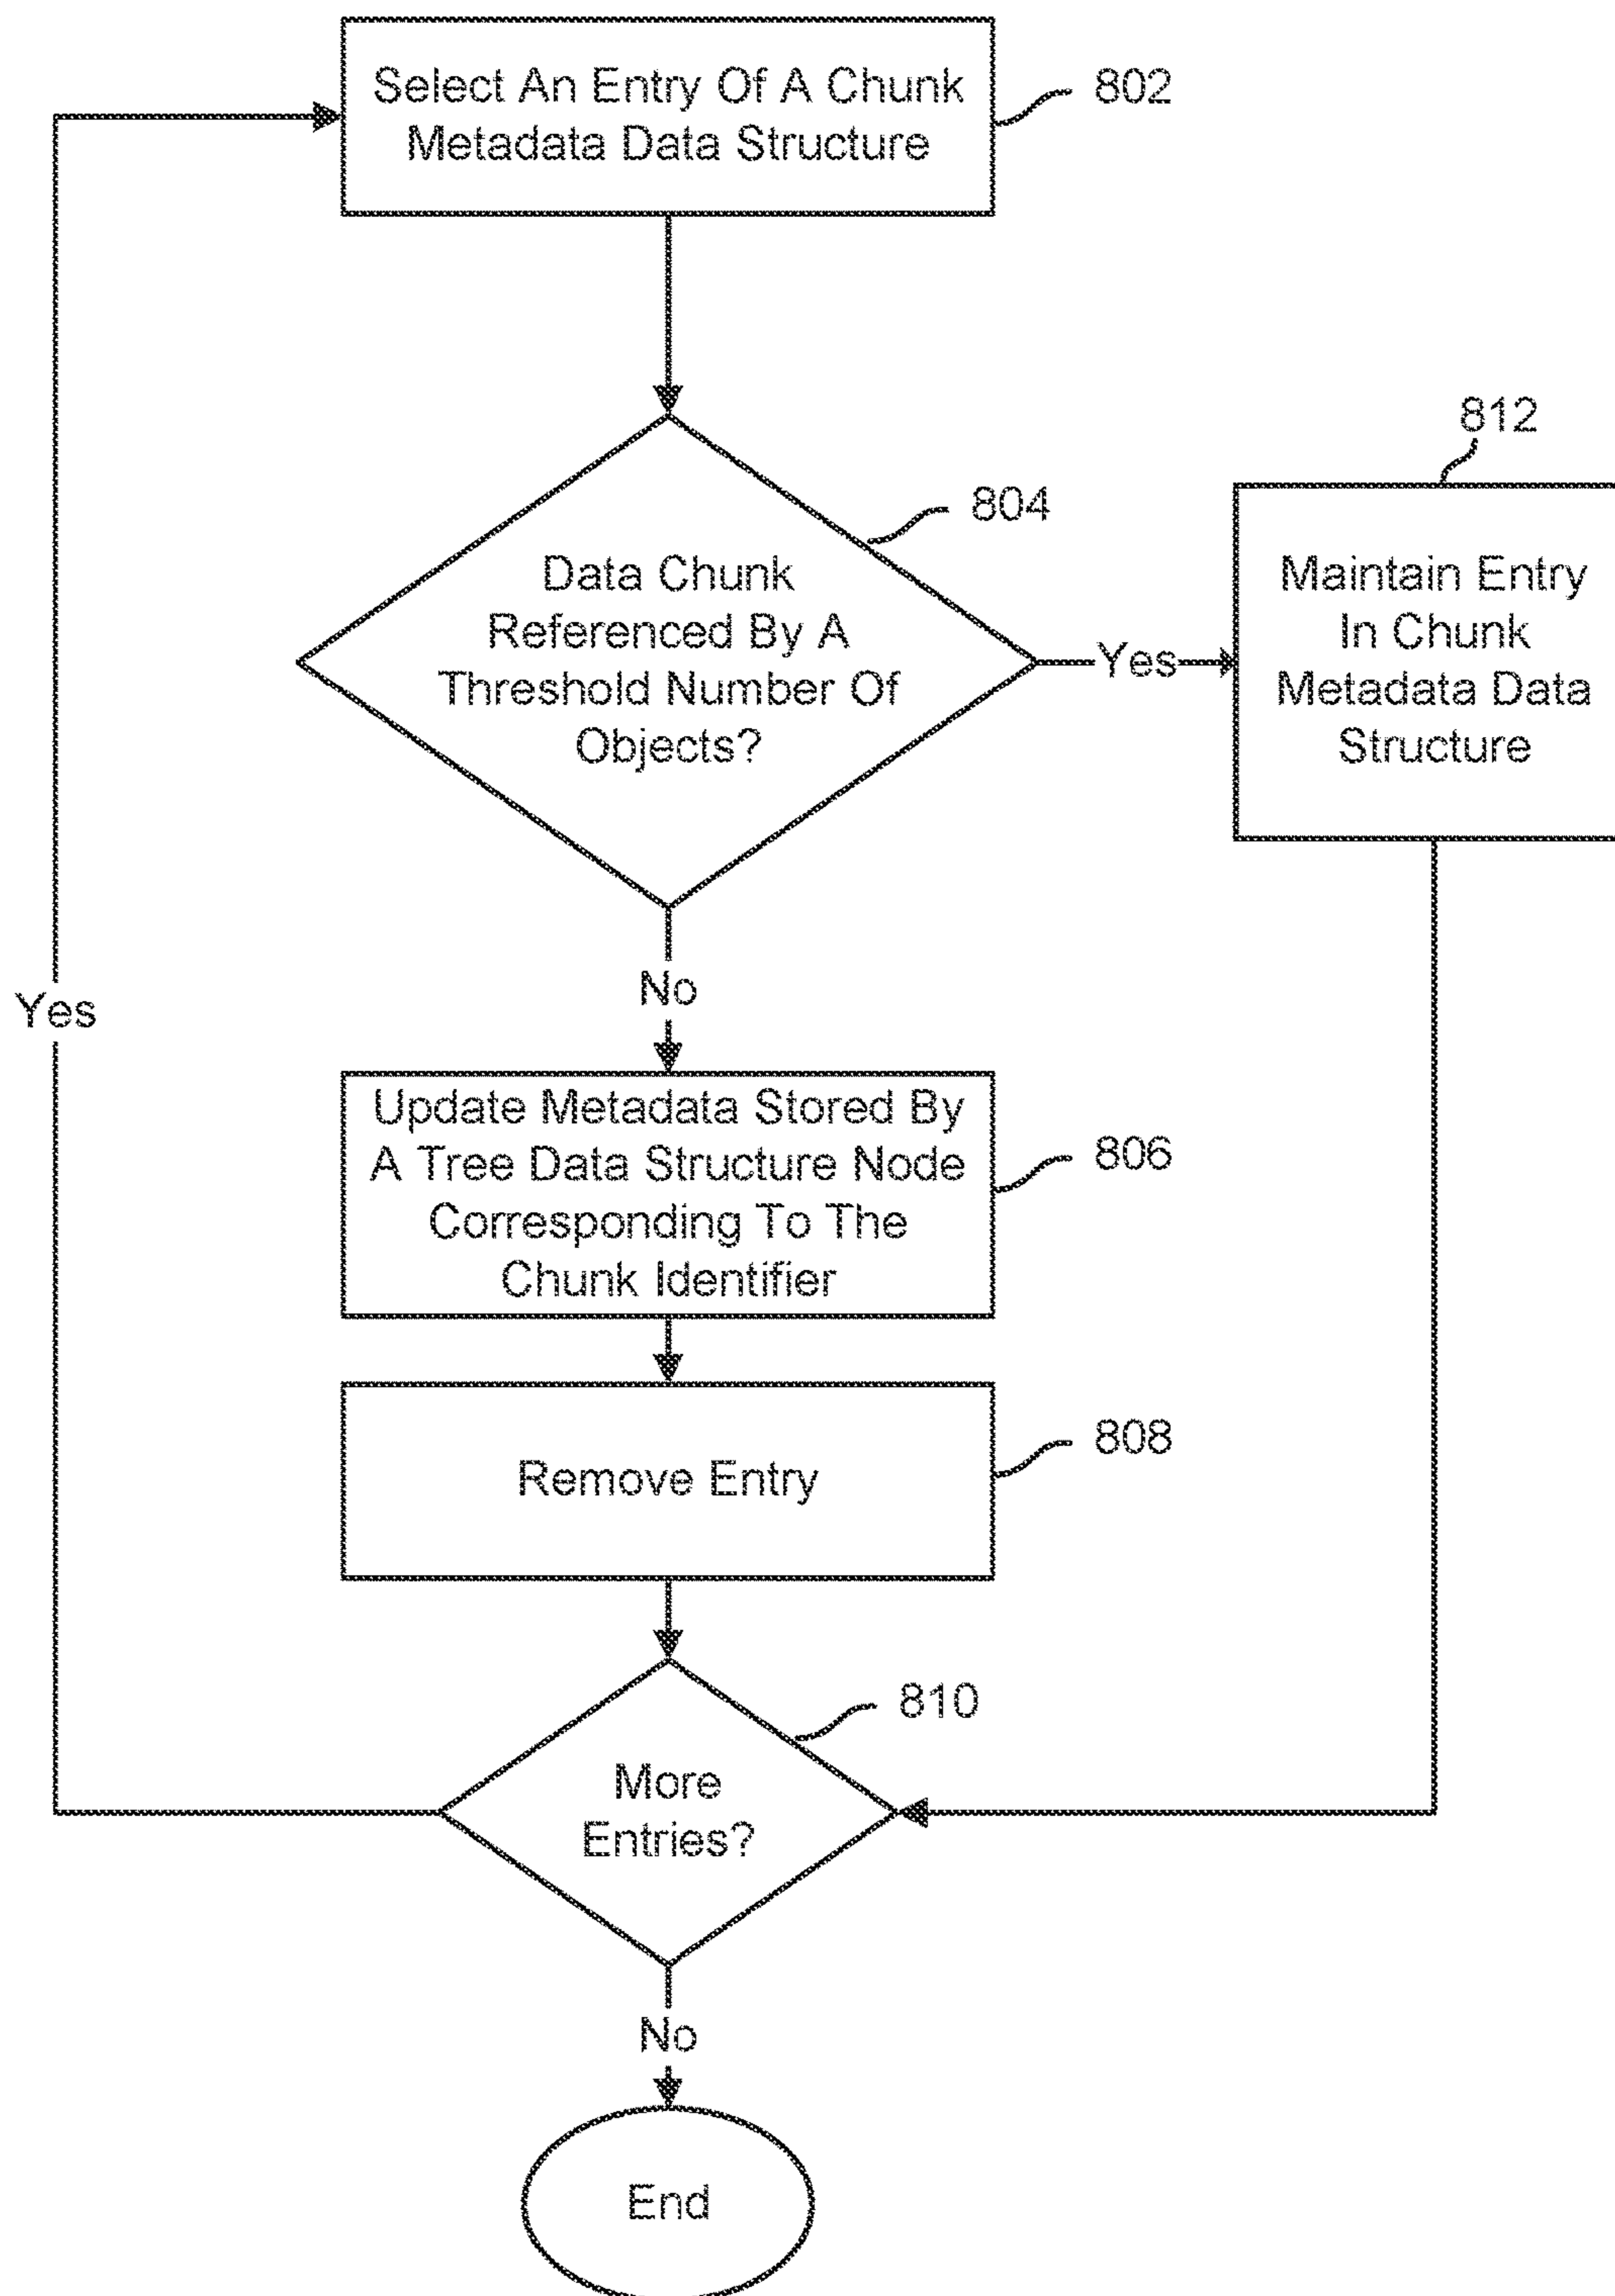 Select An Entry Of A Chunk
Metadata Data Structure
802
804
Data Chunk
Referenced By A
Threshold Number Of
Objects?
Yes
812
Maintain Entry
In Chunk
Metadata Data
Structure
No
Yes
Update Metadata Stored By
A Tree Data Structure Node
Corresponding To The
Chunk Identifier
806
Remove Entry
808
810
More
Entries?
No
End